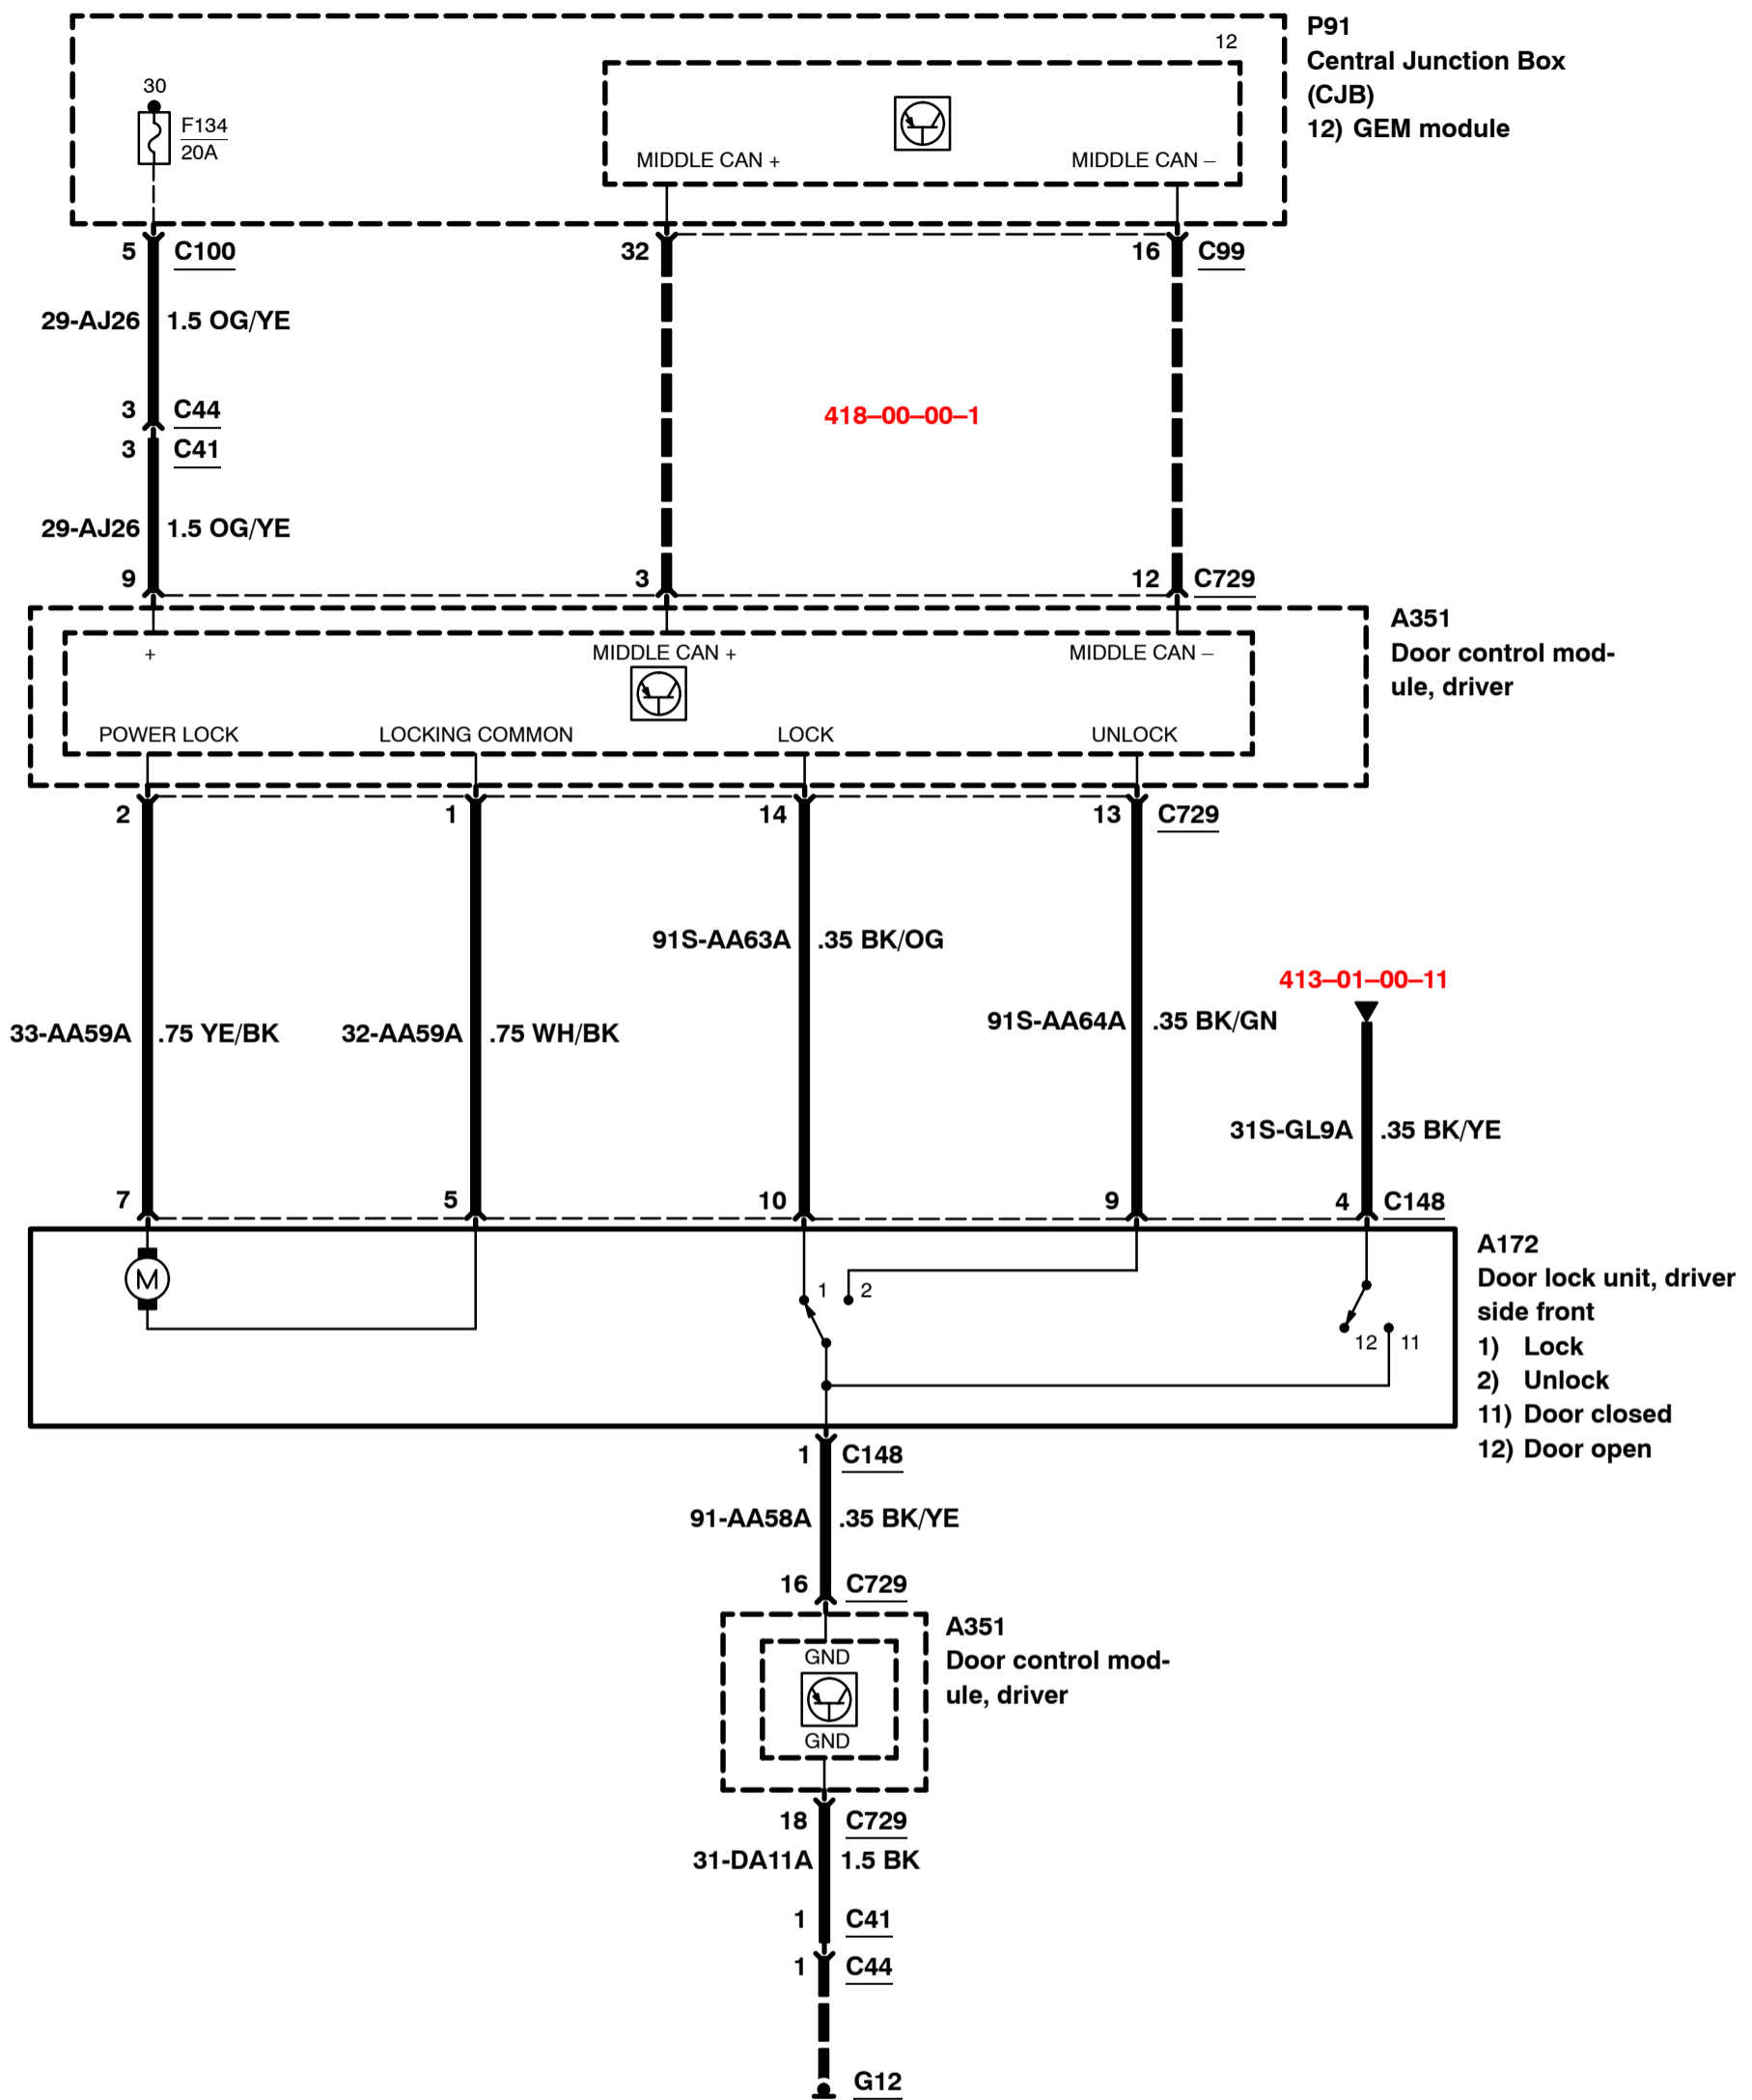 P91
Central Junction Box
(CJB)
12) GEM module
12
30
F134
20A
MIDDLE CAN +
MIDDLE CAN –
5
C100
32
16
C99
29-AJ26
1.5 OG/YE
3
C44
418–00–00–1
3
C41
29-AJ26
1.5 OG/YE
9
3
12
C729
A351
Door control mod-
ule, driver
+
MIDDLE CAN +
MIDDLE CAN –
POWER LOCK
LOCKING COMMON
LOCK
UNLOCK
2
1
14
13
C729
91S-AA63A
.35 BK/OG
413–01–00–11
33-AA59A
.75 YE/BK
32-AA59A
.75 WH/BK
91S-AA64A
.35 BK/GN
31S-GL9A
.35 BK/YE
7
5
10
9
4
C148
A172
Door lock unit, driver
side front
1) Lock
2) Unlock
11) Door closed
12) Door open
M
1
2
12
11
1
C148
91-AA58A
.35 BK/YE
16
C729
A351
Door control mod-
ule, driver
GND
GND
18
C729
31-DA11A
1.5 BK
1
C41
1
C44
G12